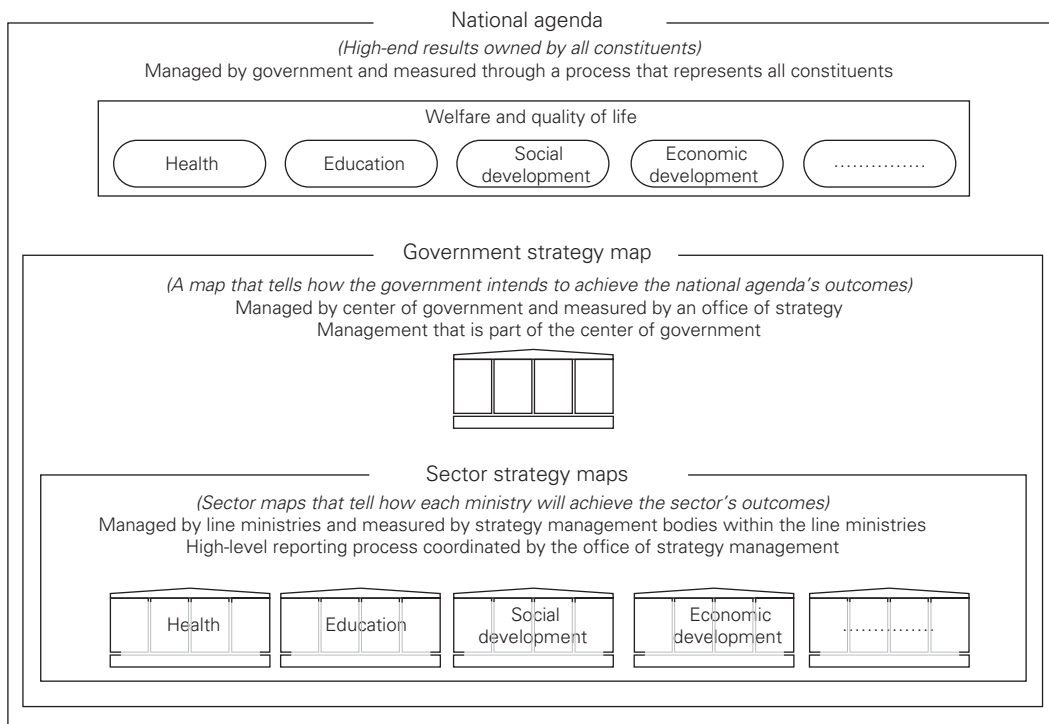 National agenda
(High-end results owned by all constituents)
Managed by government and measured through a process that represents all constituents
Welfare and quality of life
Health
Education
Social
development
Economic
development
...............
Government strategy map
(A map that tells how the government intends to achieve the national agenda's outcomes)
Managed by center of government and measured by an office of strategy
Management that is part of the center of government
Sector strategy maps
(Sector maps that tell how each ministry will achieve the sector's outcomes)
Managed by line ministries and measured by strategy management bodies within the line ministries
High-level reporting process coordinated by the office of strategy management
Health
Education
Social
development
Economic
development
...............